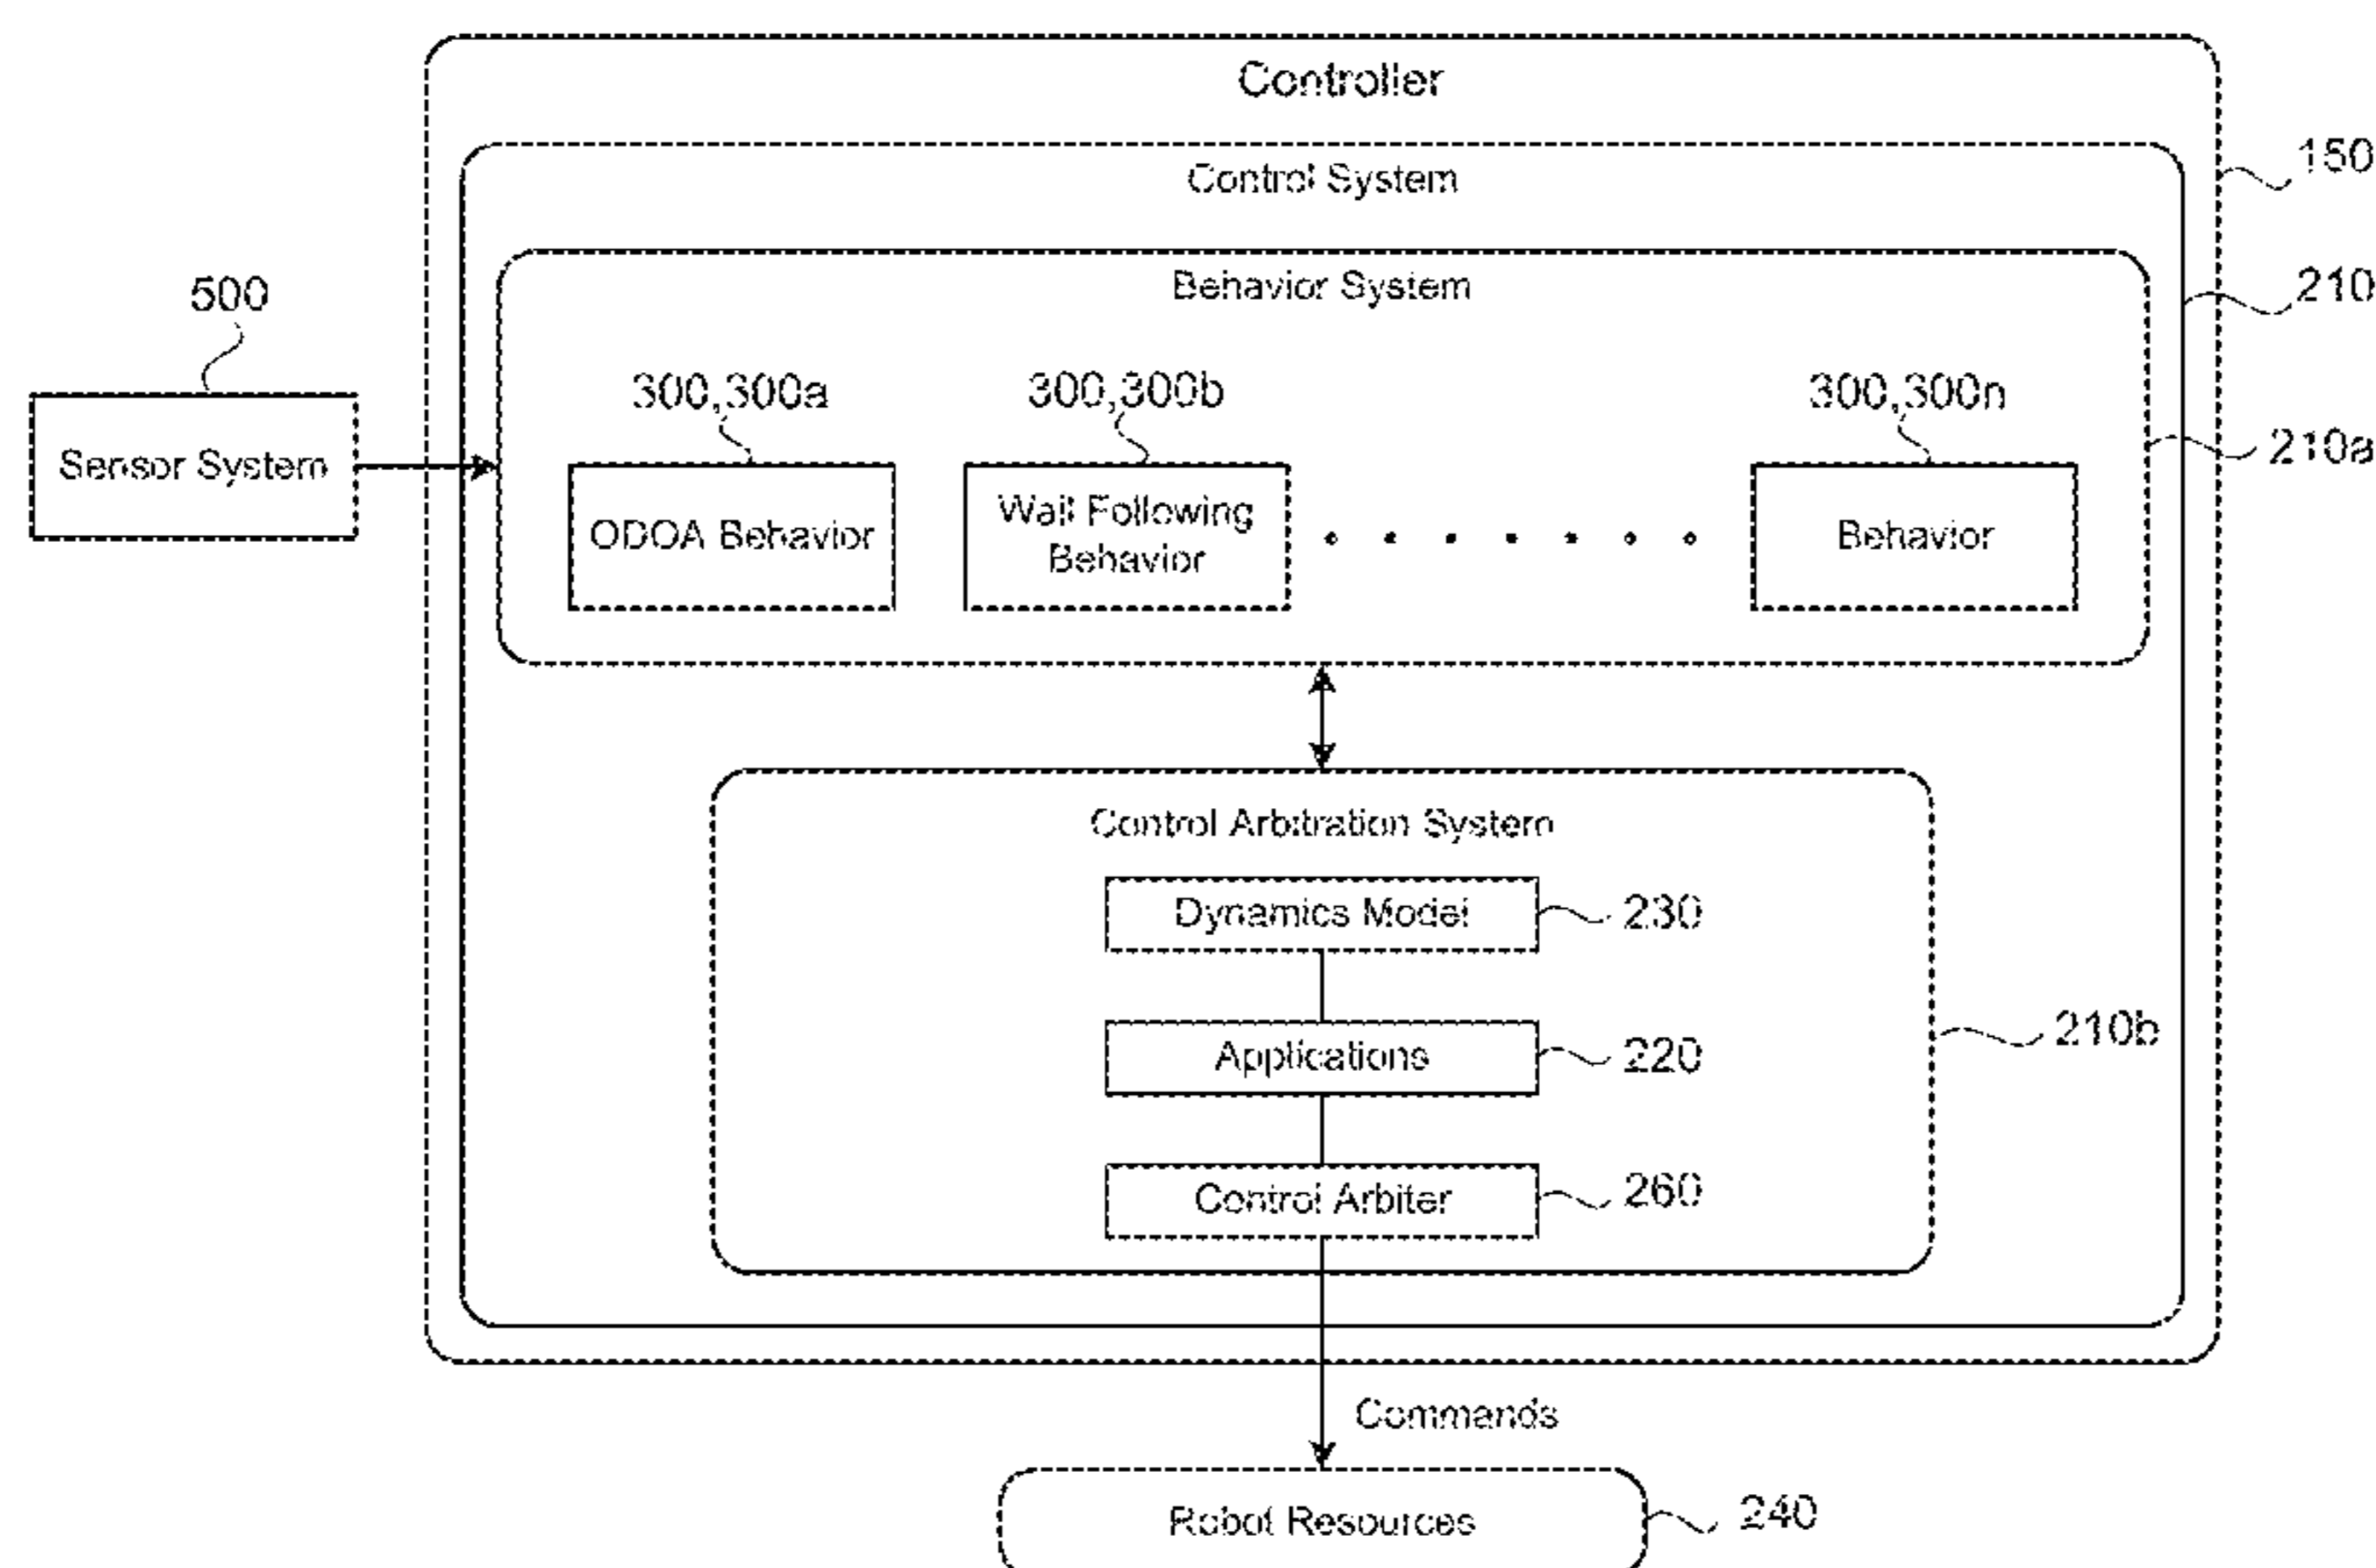 Controller
150
Control System
Behavior System
210
500
300,300a
300,300b
300,300n
210a
Sensor System
ODOA Behavior
Wall Following
Behavior
Behavior
Control Arbitration System
Dynamics Model
230
Applications
220
210b
Control Arbiter
260
Commands
Robot Resources
240